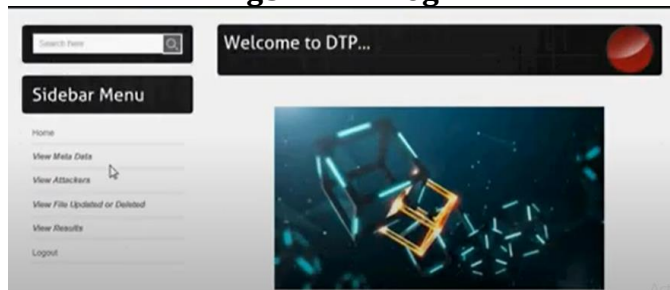 Search here
Welcome to DTP...
Sidebar Menu
Home
View Meta Data
View Attackers
View File Updated or Deleted
View Results
Logout